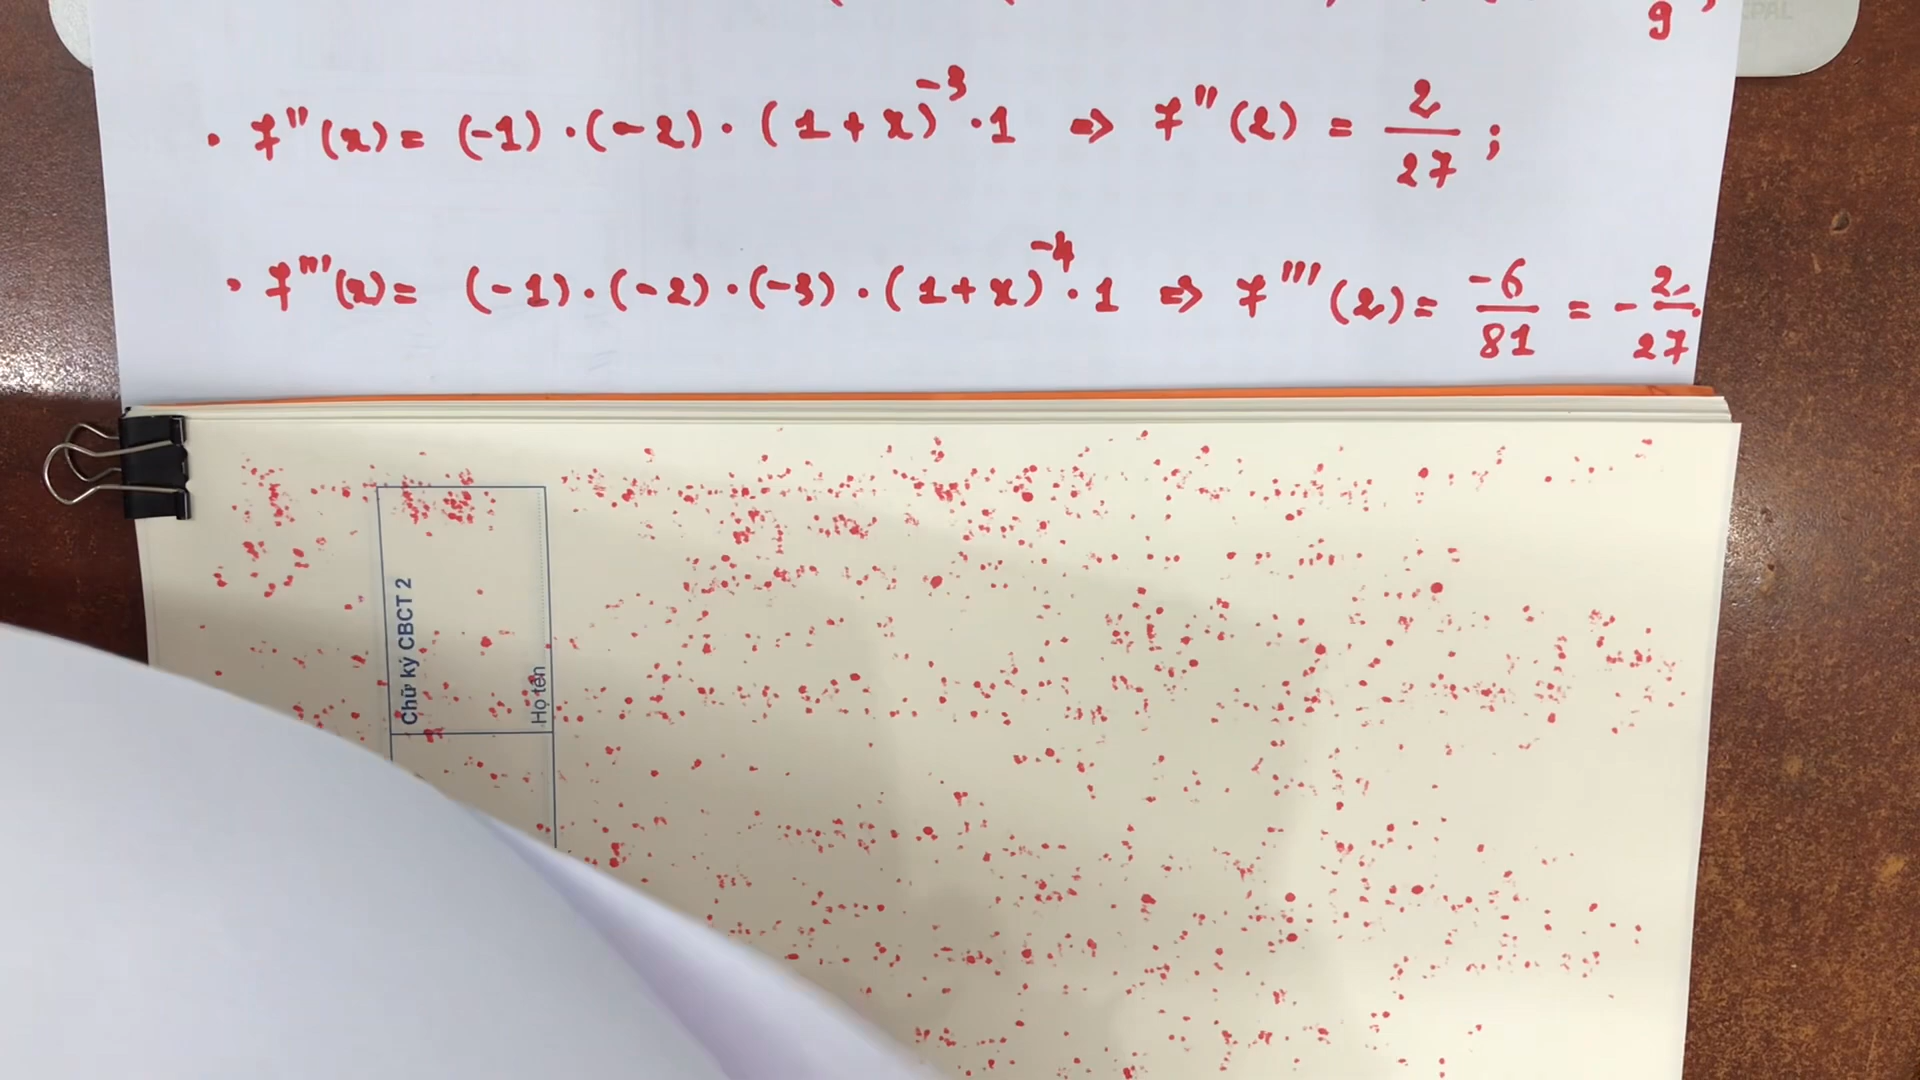 9
• f''(x) = (-1) · (-2) · (1 + x)⁻³ · 1 => f''(2) = 2/27 ;
• f'''(x) = (-1) · (-2) · (-3) · (1 + x)⁻⁴ · 1 => f'''(2) = -6/81 = - 2/27
Chữ ký CBCT 2
Họ tên